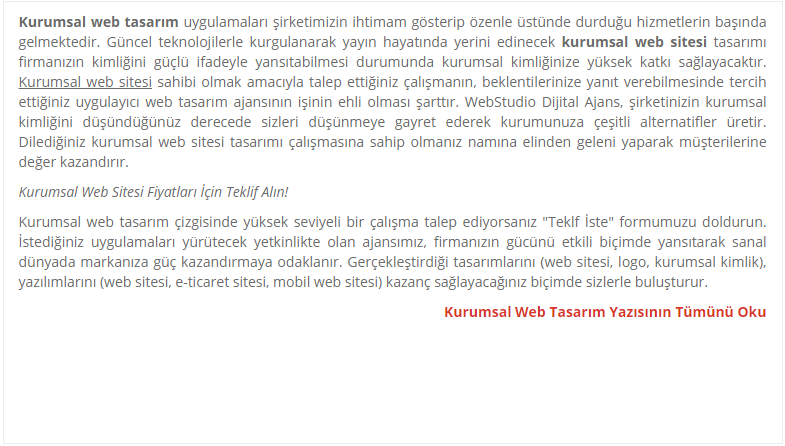 Kurumsal web tasarım uygulamaları şirketimizin ihtimam gösterip özenle üstünde durduğu hizmetlerin başında
gelmektedir. Güncel teknolojilerle kurgulanarak yayın hayatında yerini edinecek kurumsal web sitesi tasarımı
firmanızın kimliğini güçlü ifadeyle yansıtabilmesi durumunda kurumsal kimliğinize yüksek katkı sağlayacaktır.
Kurumsal web sitesi sahibi olmak amacıyla talep ettiğiniz çalışmanın, beklentilerinize yanıt verebilmesinde tercih
ettiğiniz uygulayıcı web tasarım ajansının işinin ehli olması şarttır. WebStudio Dijital Ajans, şirketinizin kurumsal
kimliğini düşündüğünüz derecede sizleri düşünmeye gayret ederek kurumunuza çeşitli alternatifler üretir.
Dilediğiniz kurumsal web sitesi tasarımı çalışmasına sahip olmanız namına elinden geleni yaparak müşterilerine
değer kazandırır.
Kurumsal Web Sitesi Fiyatları İçin Teklif Alın!
Kurumsal web tasarım çizgisinde yüksek seviyeli bir çalışma talep ediyorsanız "Teklf İste" formumuzu doldurun.
İstediğiniz uygulamaları yürütecek yetkinlikte olan ajansımız, firmanızın gücünü etkili biçimde yansıtarak sanal
dünyada markanıza güç kazandırmaya odaklanır. Gerçekleştirdiği tasarımlarını (web sitesi, logo, kurumsal kimlik),
yazılımlarını (web sitesi, e-ticaret sitesi, mobil web sitesi) kazanç sağlayacağınız biçimde sizlerle buluşturur.
Kurumsal Web Tasarım Yazısının Tümünü Oku